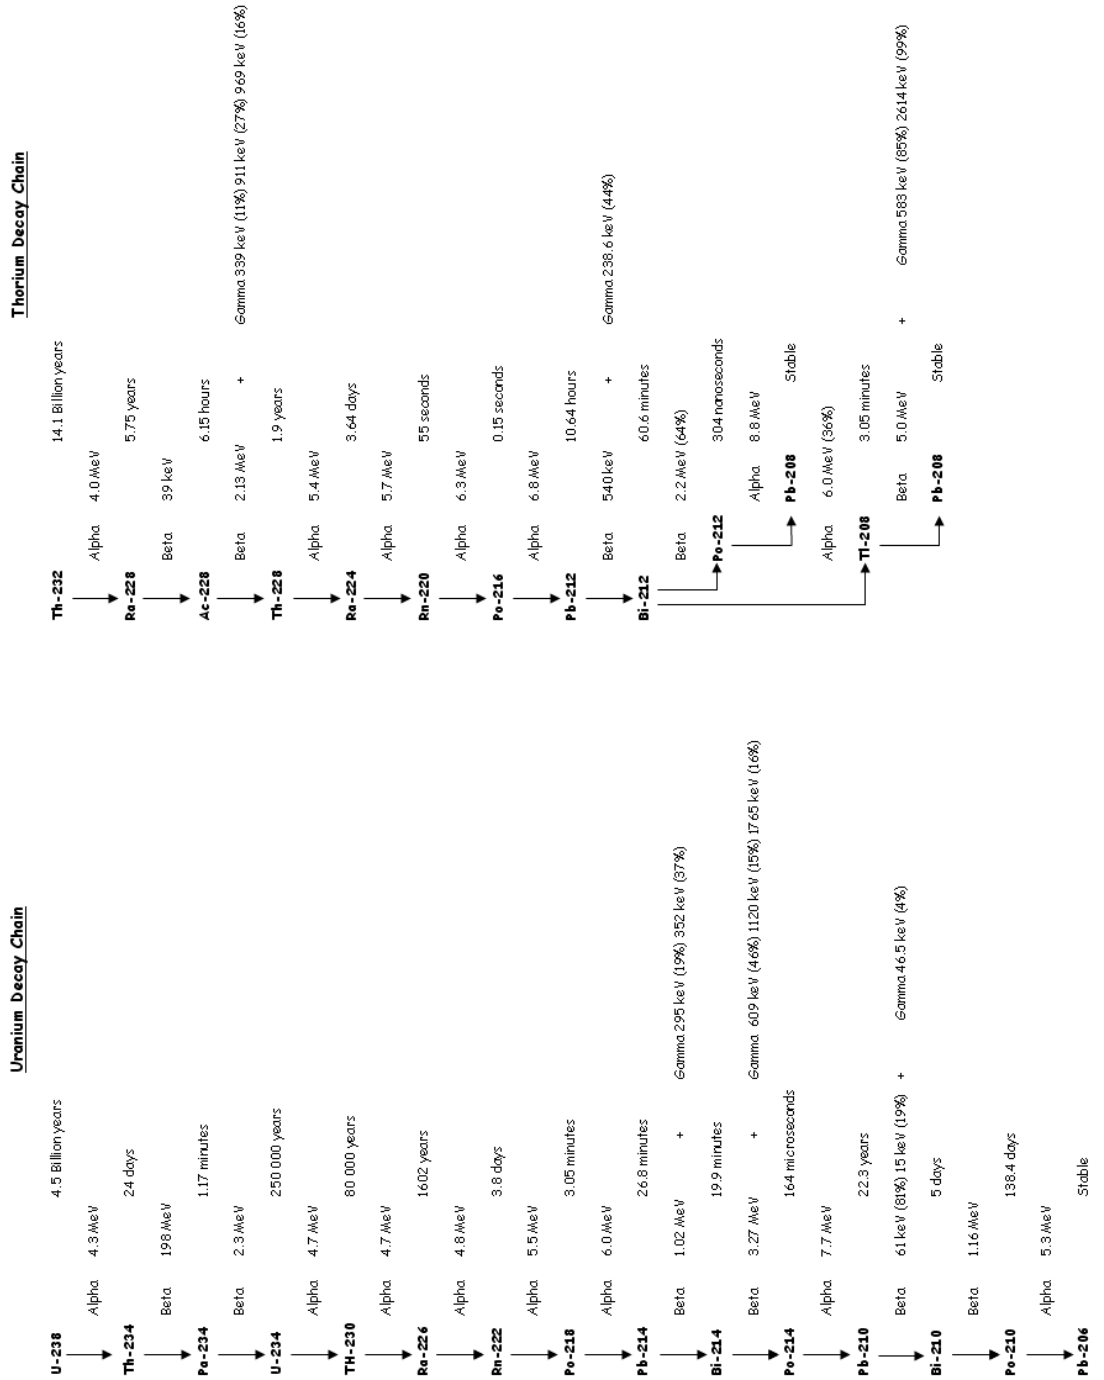 Uranium Decay Chain
U-238 4.5 Billion years
Alpha 4.3 MeV
Th-234 24 days
Beta 198 MeV
Pa-234 1.17 minutes
Beta 2.3 MeV
U-234 250 000 years
Alpha 4.7 MeV
TH-230 80 000 years
Alpha 4.7 MeV
Ra-226 1602 years
Alpha 4.8 MeV
Rn-222 3.8 days
Alpha 5.5 MeV
Po-218 3.05 minutes
Alpha 6.0 MeV
Pb-214 26.8 minutes
Beta 1.02 MeV + Gamma 295 keV (19%) 352 keV (37%)
Bi-214 19.9 minutes
Beta 3.27 MeV + Gamma 609 keV (46%) 1120 keV (15%) 1765 keV (16%)
Po-214 164 microseconds
Alpha 7.7 MeV
Pb-210 22.3 years
Beta 61 keV (81%) 15 keV (19%) + Gamma 46.5 keV (4%)
Bi-210 5 days
Beta 1.16 MeV
Po-210 138.4 days
Alpha 5.3 MeV
Pb-206 Stable
Thorium Decay Chain
Th-232 14.1 Billion years
Alpha 4.0 MeV
Ra-228 5.75 years
Beta 39 keV
Ac-228 6.15 hours
Beta 2.13 MeV + Gamma 339 keV (11%) 911 keV (27%) 969 keV (16%)
Th-228 1.9 years
Alpha 5.4 MeV
Ra-224 3.64 days
Alpha 5.7 MeV
Rn-220 55 seconds
Alpha 6.3 MeV
Po-216 0.15 seconds
Alpha 6.8 MeV
Pb-212 10.64 hours
Beta 540 keV + Gamma 238.6 keV (44%)
Bi-212 60.6 minutes
Beta 2.2 MeV (64%)
Po-212 304 nanoseconds
Alpha 8.8 MeV
Pb-208 Stable
Alpha 6.0 MeV (36%)
Tl-208 3.05 minutes
Beta 5.0 MeV + Gamma 583 keV (85%) 2614 keV (99%)
Pb-208 Stable